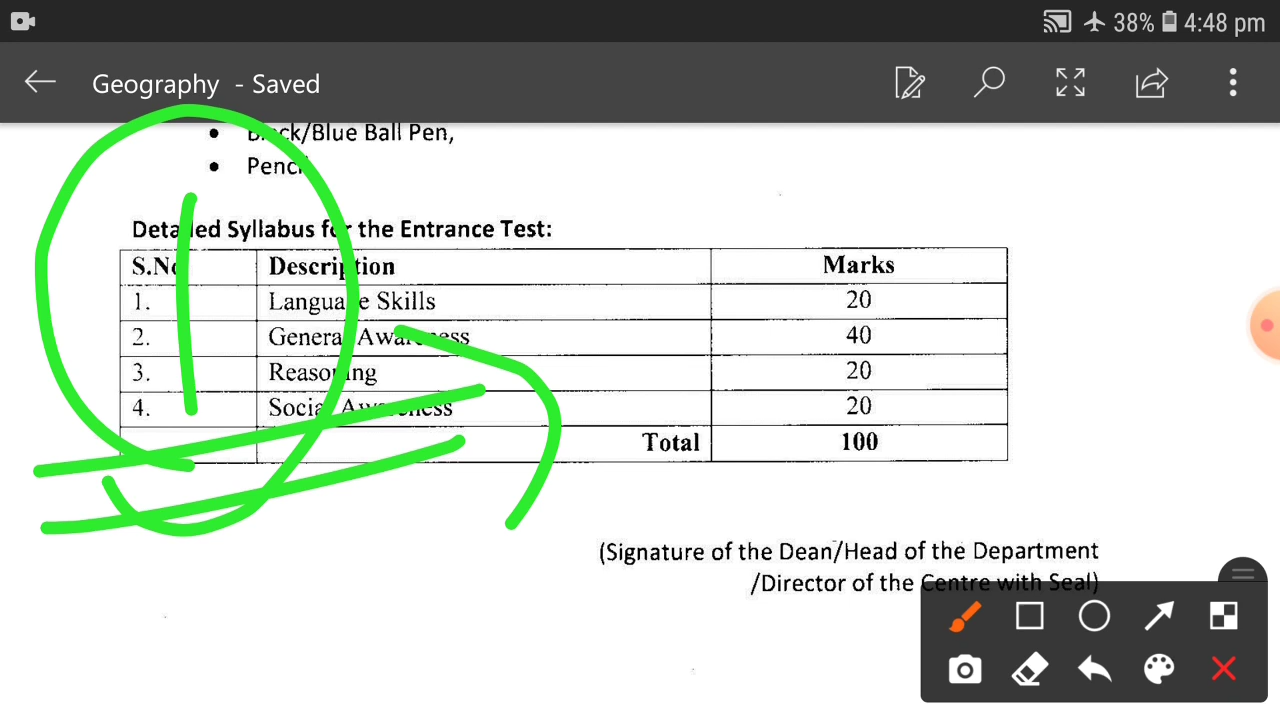 38% 4:48 pm
Geography - Saved
• Black/Blue Ball Pen,
• Pencil
Detailed Syllabus for the Entrance Test:
S.No Description Marks
1. Language Skills 20
2. General Awareness 40
3. Reasoning 20
4. Social Awareness 20
Total 100
(Signature of the Dean/Head of the Department
/Director of the Centre with Seal)